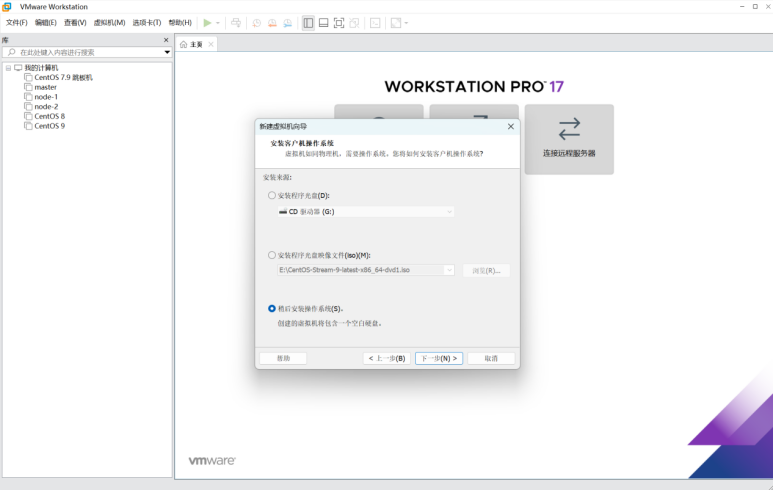 VMware Workstation
文件(F) 编辑(E) 查看(V) 虚拟机(M) 选项卡(T) 帮助(H)
库
在此处键入内容进行搜索
我的计算机
CentOS 7.9 跳板机
master
node-1
node-2
CentOS 8
CentOS 9
主页
WORKSTATION PRO™ 17
连接远程服务器
新建虚拟机向导
安装客户机操作系统
虚拟机如同物理机，需要操作系统。您将如何安装客户机操作系统?
安装来源:
安装程序光盘(D):
CD 驱动器 (G:)
安装程序光盘映像文件(iso)(M):
E:\CentOS-Stream-9-latest-x86_64-dvd1.iso
浏览(R)...
稍后安装操作系统(S)。
创建的虚拟机将包含一个空白硬盘。
帮助
< 上一步(B)
下一步(N) >
取消
vmware